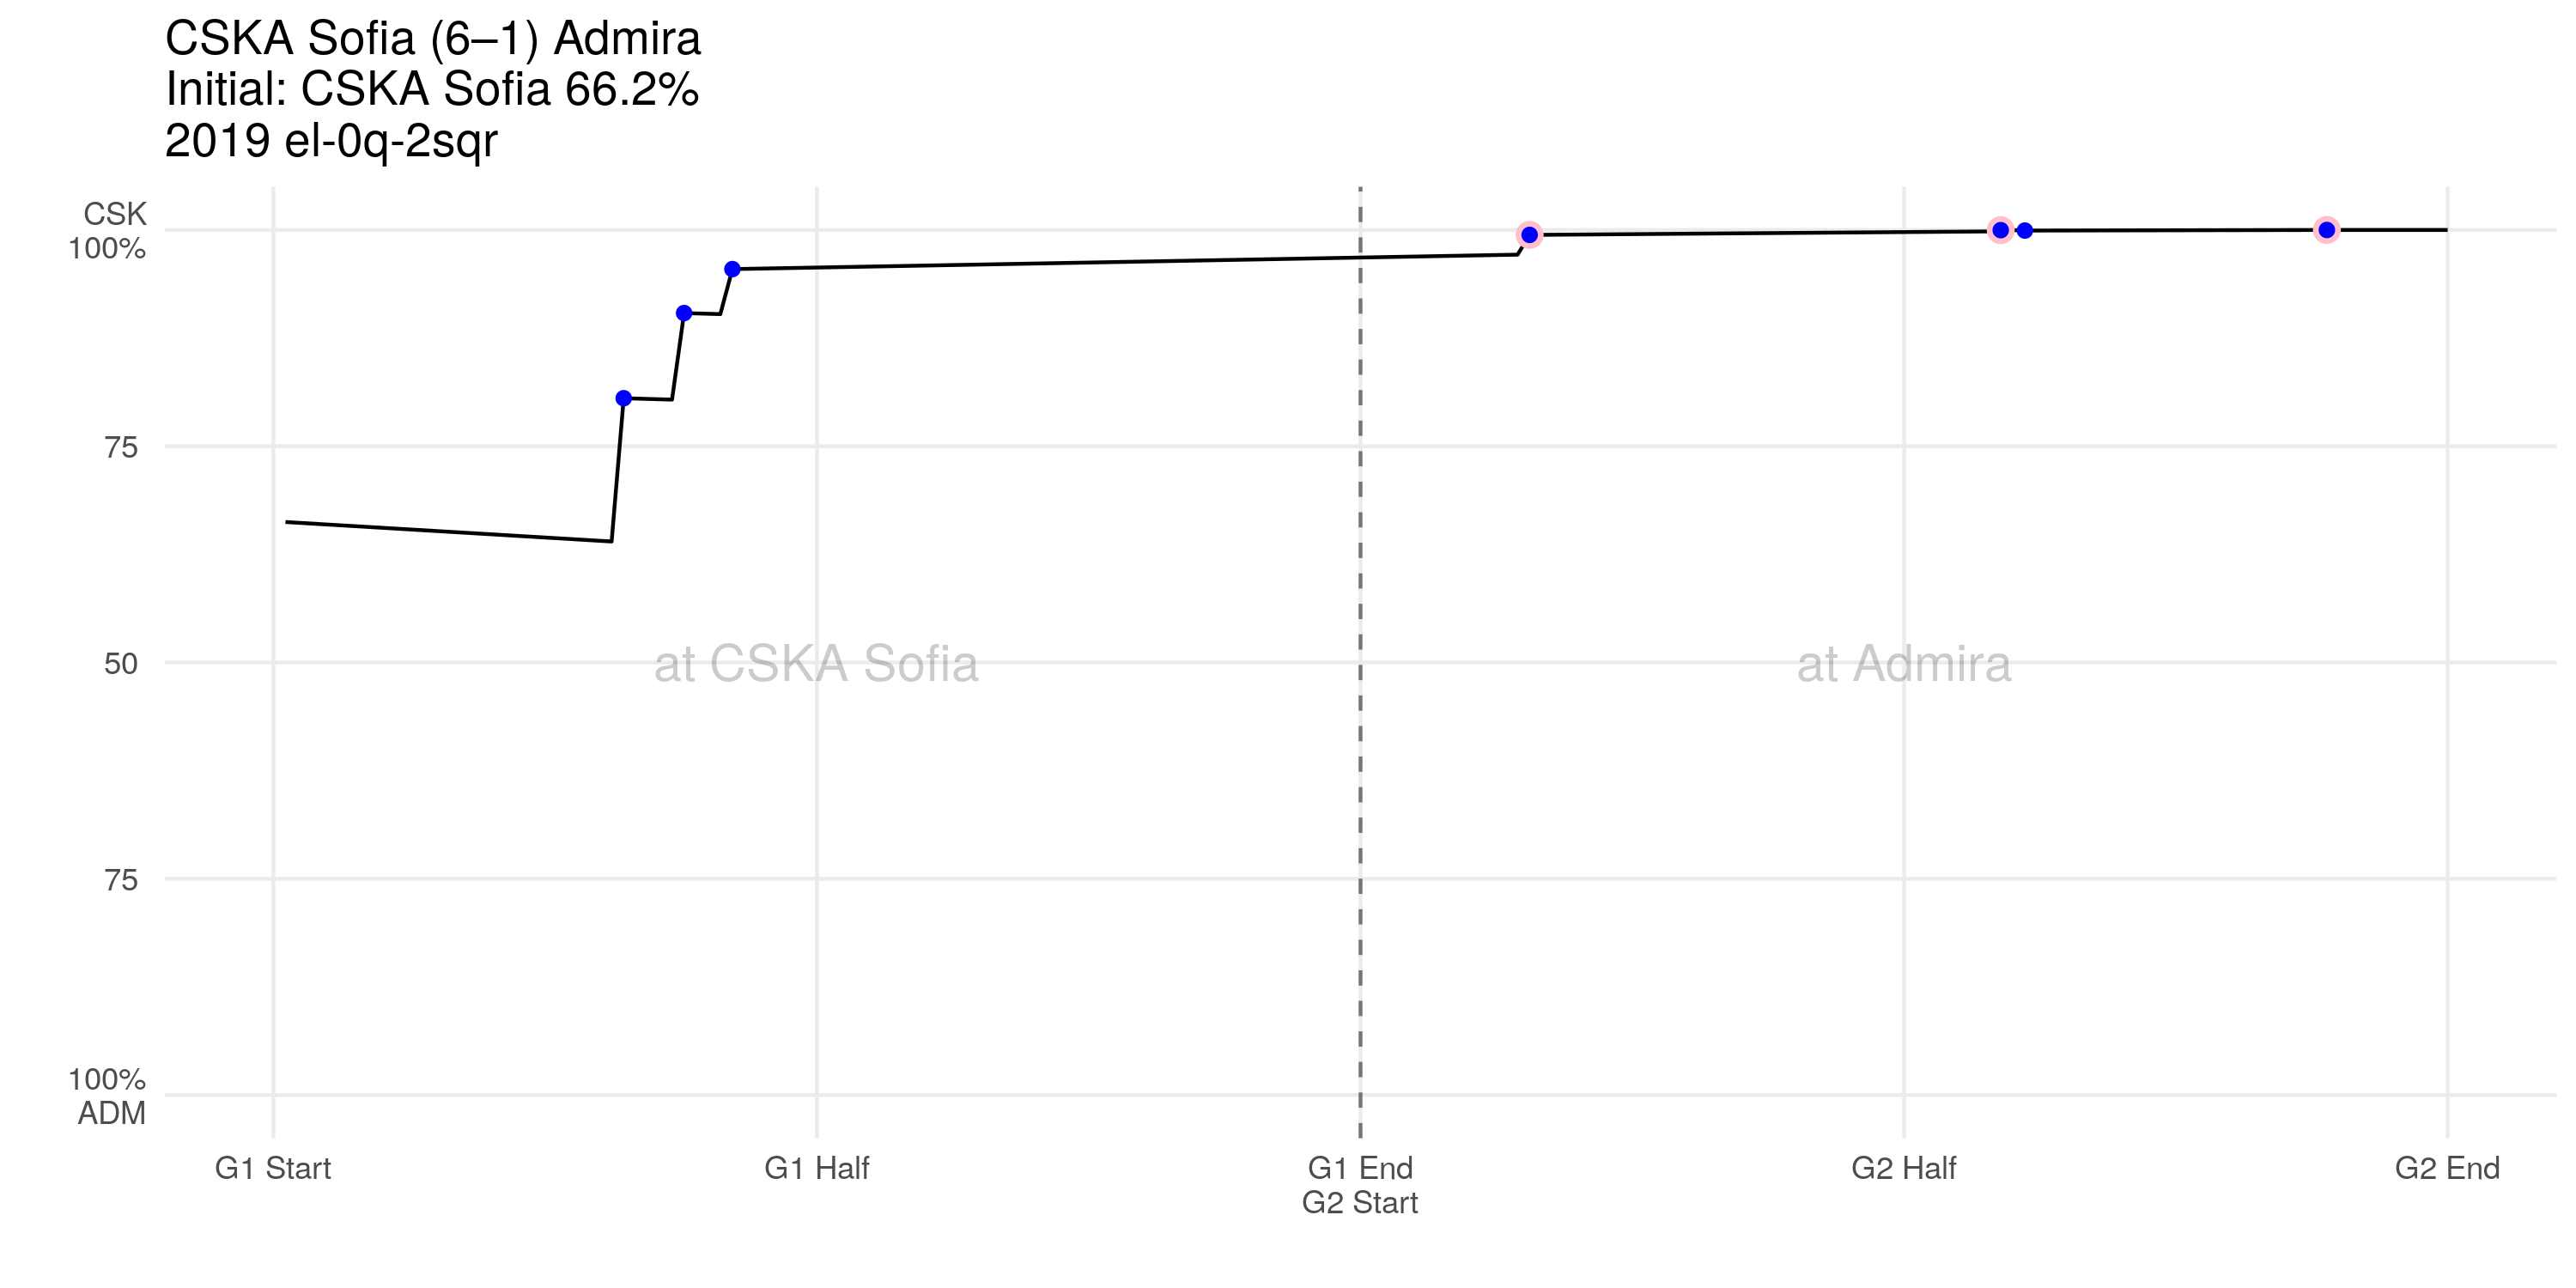 CSKA Sofia (6–1) Admira
Initial: CSKA Sofia 66.2%
2019 el-0q-2sqr
CSK
100%
75
50
75
100%
ADM
at CSKA Sofia
at Admira
G1 Start
G1 Half
G1 End
G2 Start
G2 Half
G2 End